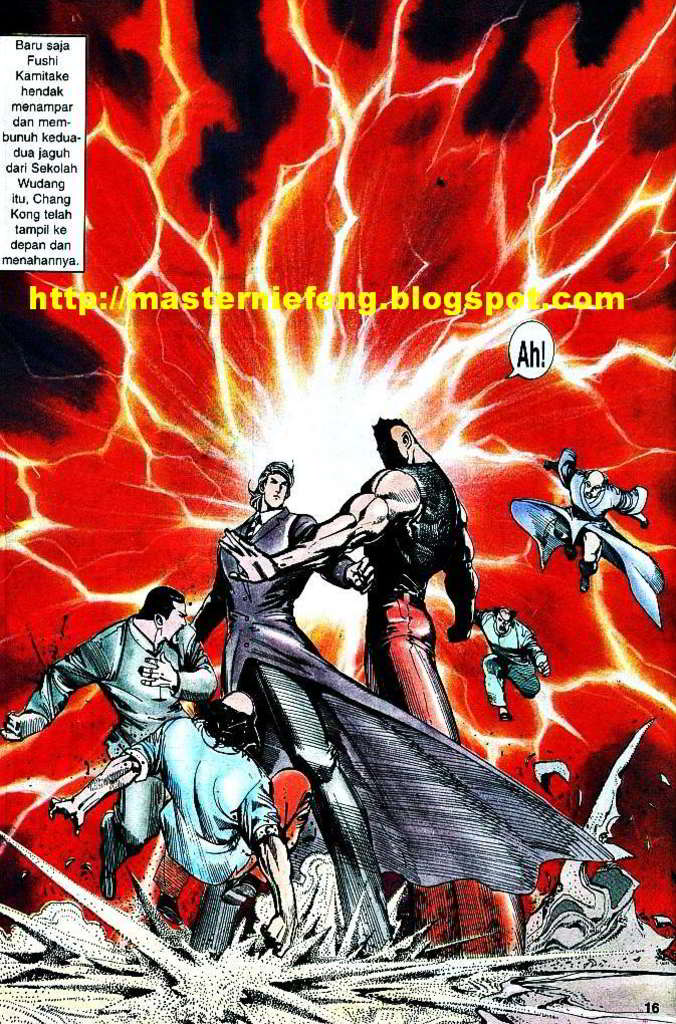 Baru saja
Fushi
Kamitake
hendak
menampar
dan mem-
bunuh kedua-
dua jaguh
dari Sekolah
Wudang
itu, Chang
Kong telah
tampil ke
depan dan
menahannya.
http://masterniefeng.blogspot.com
Ah!
16